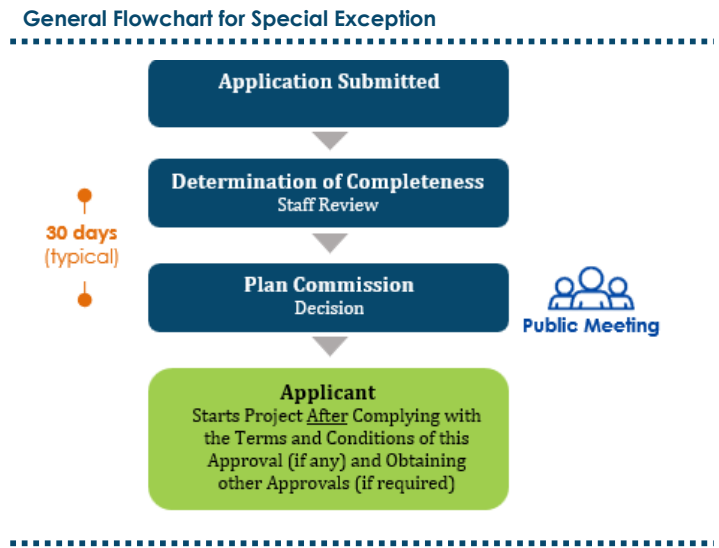 General Flowchart for Special Exception
Application Submitted
Determination of Completeness
Staff Review
30 days
(typical)
Plan Commission
Decision
Public Meeting
Applicant
Starts Project After Complying with
the Terms and Conditions of this
Approval (if any) and Obtaining
other Approvals (if required)